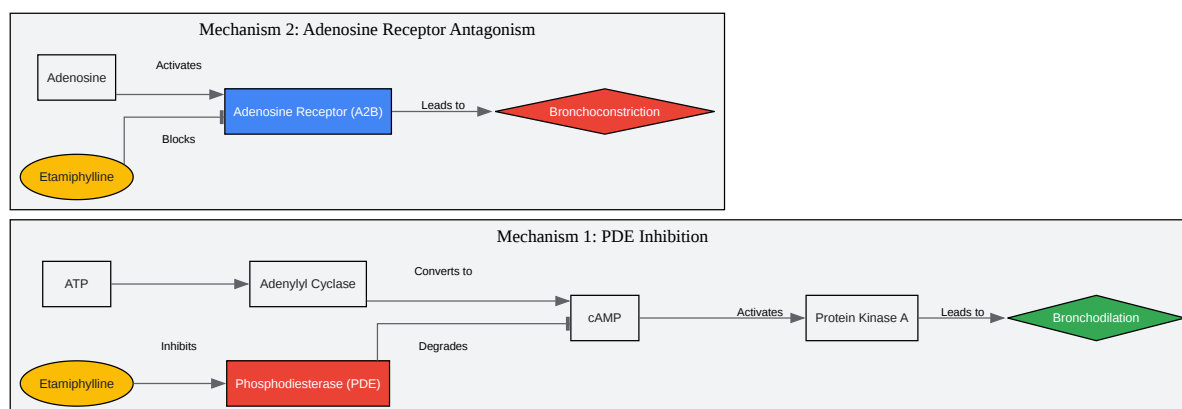 Mechanism 2: Adenosine Receptor Antagonism
Activates
Adenosine
Adenosine Receptor (A2B)
Leads to
Bronchoconstriction
Blocks
Etamiphylline
Mechanism 1: PDE Inhibition
ATP
Adenylyl Cyclase
Converts to
cAMP
Activates
Protein Kinase A
Leads to
Bronchodilation
Inhibits
Degrades
Etamiphylline
Phosphodiesterase (PDE)